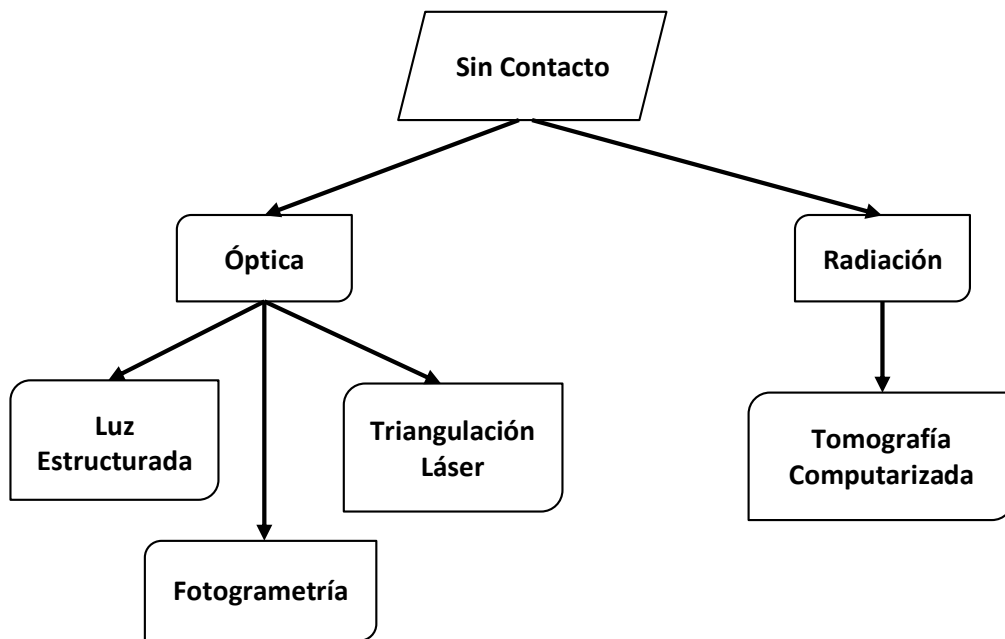 Sin Contacto
Óptica
Radiación
Luz
Estructurada
Triangulación
Láser
Tomografía
Computarizada
Fotogrametría